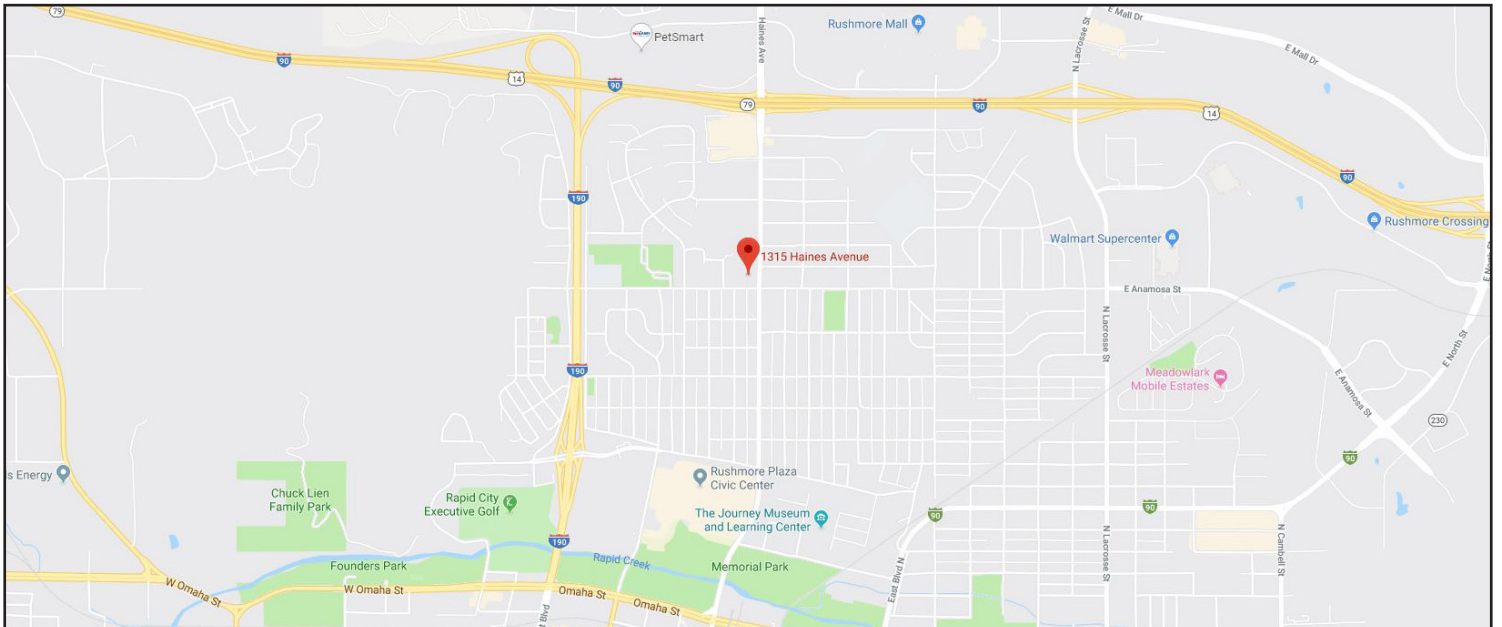 79
Haines Ave
Rushmore Mall
PetSmart
N Lacrosse St
E Mall Dr
E Mall Dr
90
14
90
79
90
14
90
190
Rushmore Crossing
Walmart Supercenter
1315 Haines Avenue
E Anamosa St
N Lacrosse St
E North St
190
Meadowlark
Mobile Estates
E Anamosa St
230
90
s Energy
Chuck Lien
Family Park
Rapid City
Executive Golf
Rushmore Plaza
Civic Center
The Journey Museum
and Learning Center
90
90
190
Founders Park
Rapid Creek
Memorial Park
East Blvd N
N Lacrosse St
N Cambell St
W Omaha St
W Omaha St
Omaha St
Omaha St
t Blvd